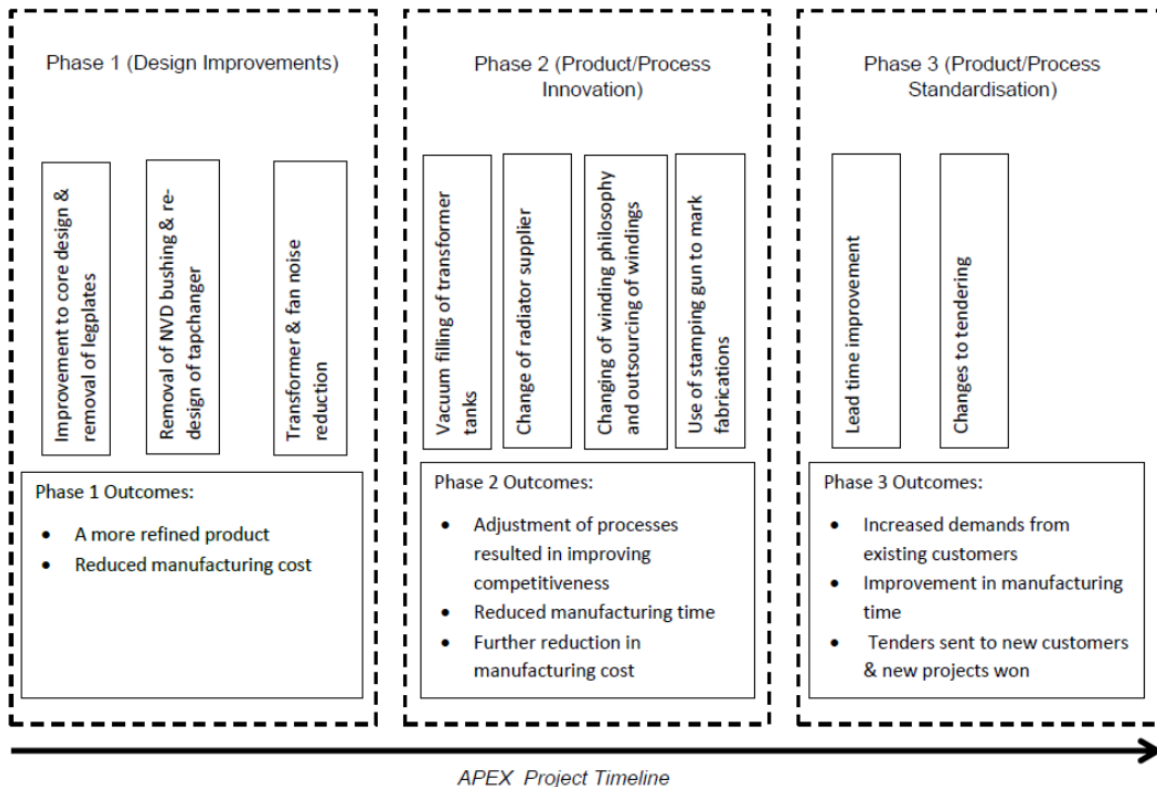 Phase 1 (Design Improvements)
Improvement to core design &
removal of legplates
Removal of NVD bushing & re-
design of tapchanger
Transformer & fan noise
reduction
Phase 1 Outcomes:
• A more refined product
• Reduced manufacturing cost
Phase 2 (Product/Process
Innovation)
Vacuum filling of transformer
tanks
Change of radiator supplier
Changing of winding philosophy
and outsourcing of windings
Use of stamping gun to mark
fabrications
Phase 2 Outcomes:
• Adjustment of processes
resulted in improving
competitiveness
• Reduced manufacturing time
• Further reduction in
manufacturing cost
Phase 3 (Product/Process
Standardisation)
Lead time improvement
Changes to tendering
Phase 3 Outcomes:
• Increased demands from
existing customers
• Improvement in manufacturing
time
• Tenders sent to new customers
& new projects won
APEX Project Timeline